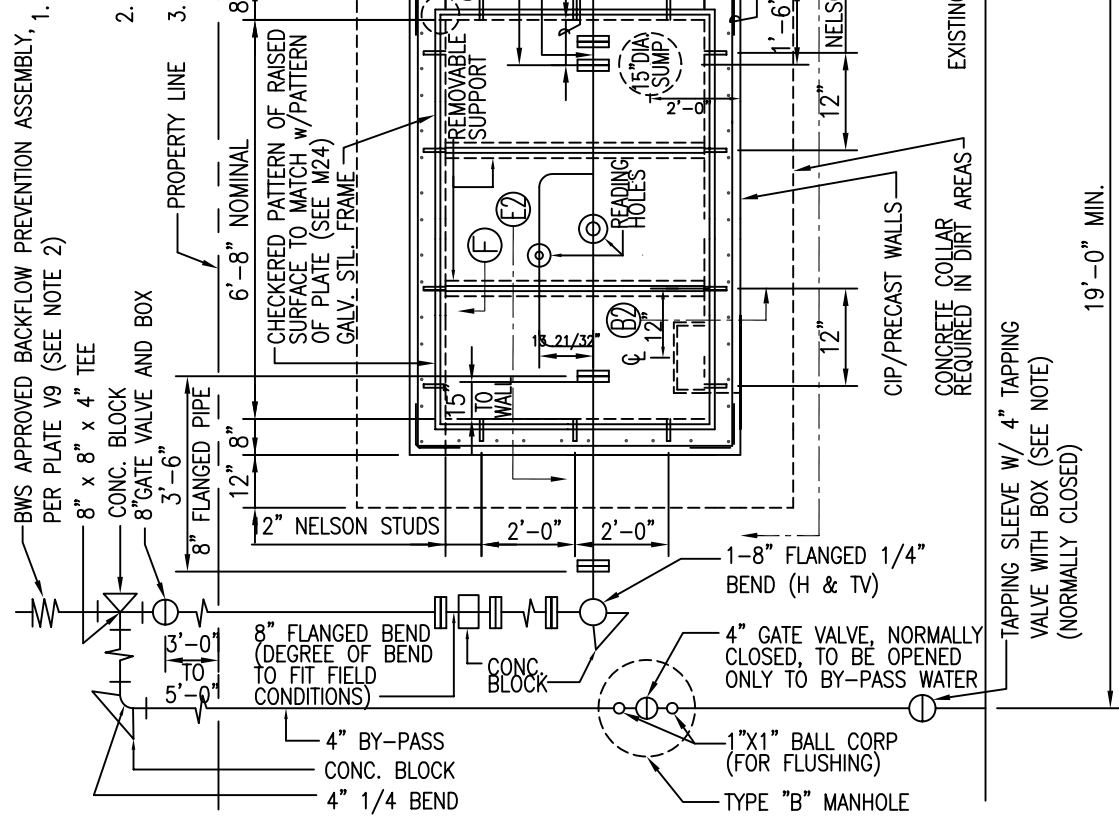 BWS APPROVED BACKFLOW PREVENTION ASSEMBLY,
PER PLATE V9 (SEE NOTE 2)
8" x 8" x 4" TEE
CONC. BLOCK
8"GATE VALVE AND BOX
1.
2.
3.
PROPERTY LINE
3'-6"
8" FLANGED PIPE
8"
6'-8" NOMINAL
8"
12"
CHECKERED PATTERN OF RAISED
SURFACE TO MATCH w/PATTERN
OF PLATE (SEE M24)
GALV. STL. FRAME
REMOVABLE
SUPPORT
15"DIA.
SUMP
2'-0"
1'-6"
NELSO
EXISTING
12"
READING
HOLES
E2
F
B2
12"
C L
13 21/32"
15"
TO
WALL
12"
CIP/PRECAST WALLS
CONCRETE COLLAR
REQUIRED IN DIRT AREAS
19'-0" MIN.
2" NELSON STUDS
2'-0"
2'-0"
1-8" FLANGED 1/4"
BEND (H & TV)
TAPPING SLEEVE W/ 4" TAPPING
VALVE WITH BOX (SEE NOTE)
(NORMALLY CLOSED)
3'-0"
TO
5'-0"
8" FLANGED BEND
(DEGREE OF BEND
TO FIT FIELD
CONDITIONS)
CONC.
BLOCK
4" GATE VALVE, NORMALLY
CLOSED, TO BE OPENED
ONLY TO BY-PASS WATER
4" BY-PASS
CONC. BLOCK
4" 1/4 BEND
1"X1" BALL CORP
(FOR FLUSHING)
TYPE "B" MANHOLE